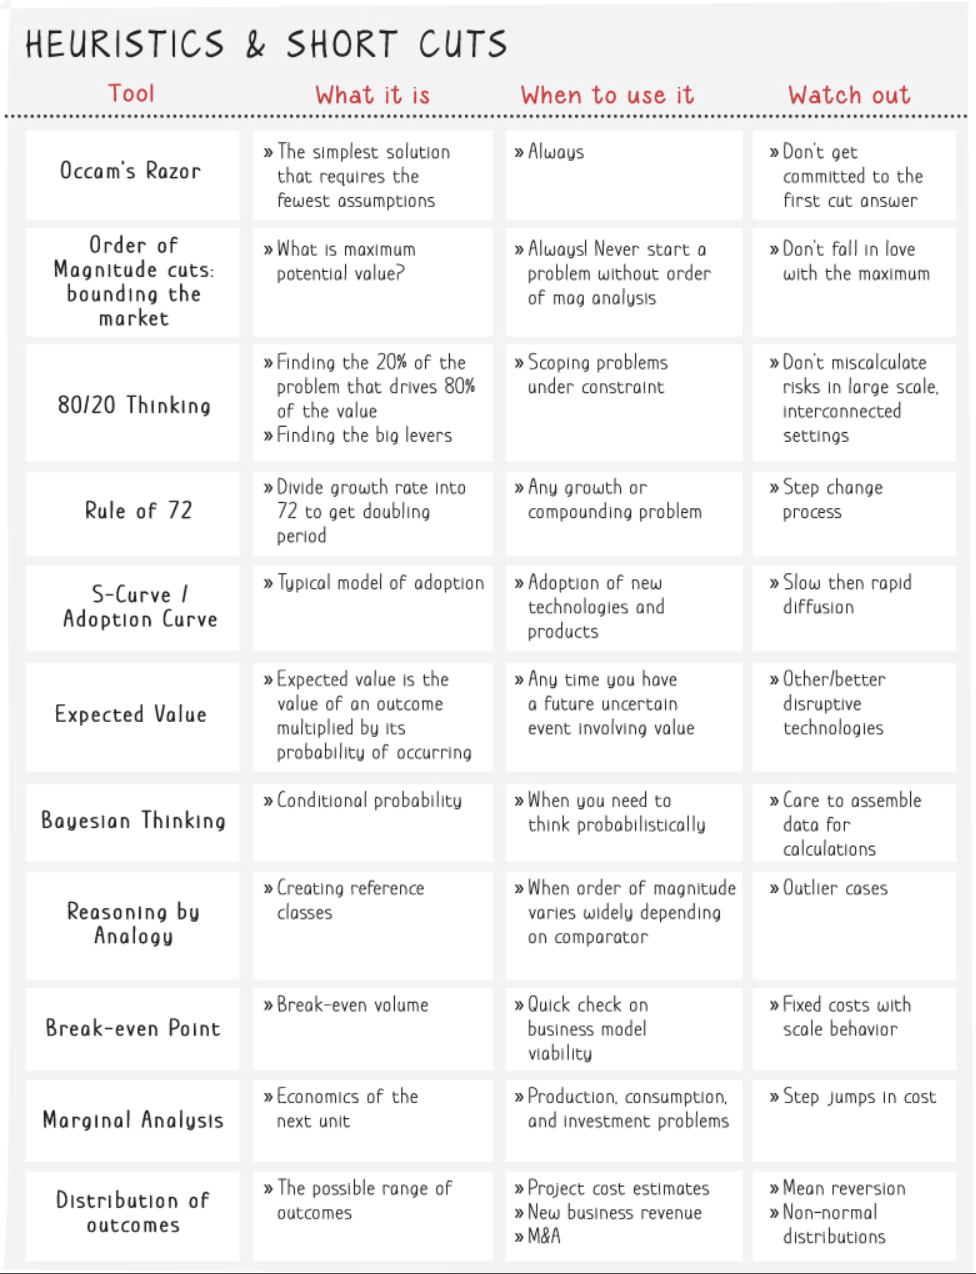 HEURISTICS & SHORT CUTS
Tool
What it is
When to use it
Watch out
Occam's Razor
» The simplest solution
that requires the
fewest assumptions
» Always
» Don't get
committed to the
first cut answer
Order of
Magnitude cuts:
bounding the
market
» What is maximum
potential value?
» Always! Never start a
problem without order
of mag analysis
» Don't fall in love
with the maximum
80/20 Thinking
» Finding the 20% of the
problem that drives 80%
of the value
» Finding the big levers
» Scoping problems
under constraint
» Don't miscalculate
risks in large scale,
interconnected
settings
Rule of 72
» Divide growth rate into
72 to get doubling
period
» Any growth or
compounding problem
» Step change
process
S-Curve /
Adoption Curve
» Typical model of adoption
» Adoption of new
technologies and
products
» Slow then rapid
diffusion
Expected Value
» Expected value is the
value of an outcome
multiplied by its
probability of occurring
» Any time you have
a future uncertain
event involving value
» Other/better
disruptive
technologies
Bayesian Thinking
» Conditional probability
» When you need to
think probabilistically
» Care to assemble
data for
calculations
Reasoning by
Analogy
» Creating reference
classes
» When order of magnitude
varies widely depending
on comparator
» Outlier cases
Break-even Point
» Break-even volume
» Quick check on
business model
viability
» Fixed costs with
scale behavior
Marginal Analysis
» Economics of the
next unit
» Production, consumption,
and investment problems
» Step jumps in cost
Distribution of
outcomes
» The possible range of
outcomes
» Project cost estimates
» New business revenue
» M&A
» Mean reversion
» Non-normal
distributions